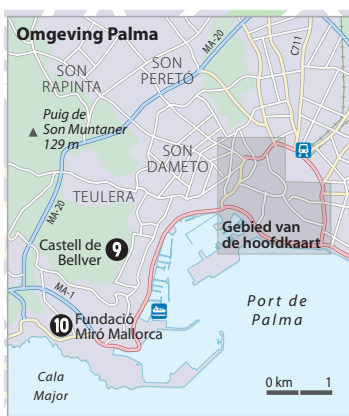 Omgeving Palma
MA-20
C711
SON
RAPINTA
SON
PERETÓ
Puig de
Son Muntaner
129 m
SON
DAMETO
TEULERA
Gebied van
de hoofdkaart
MA-20
Castell de
Bellver
9
MA-1
10
Fundació
Miró Mallorca
Port de
Palma
Cala
Major
0 km 1